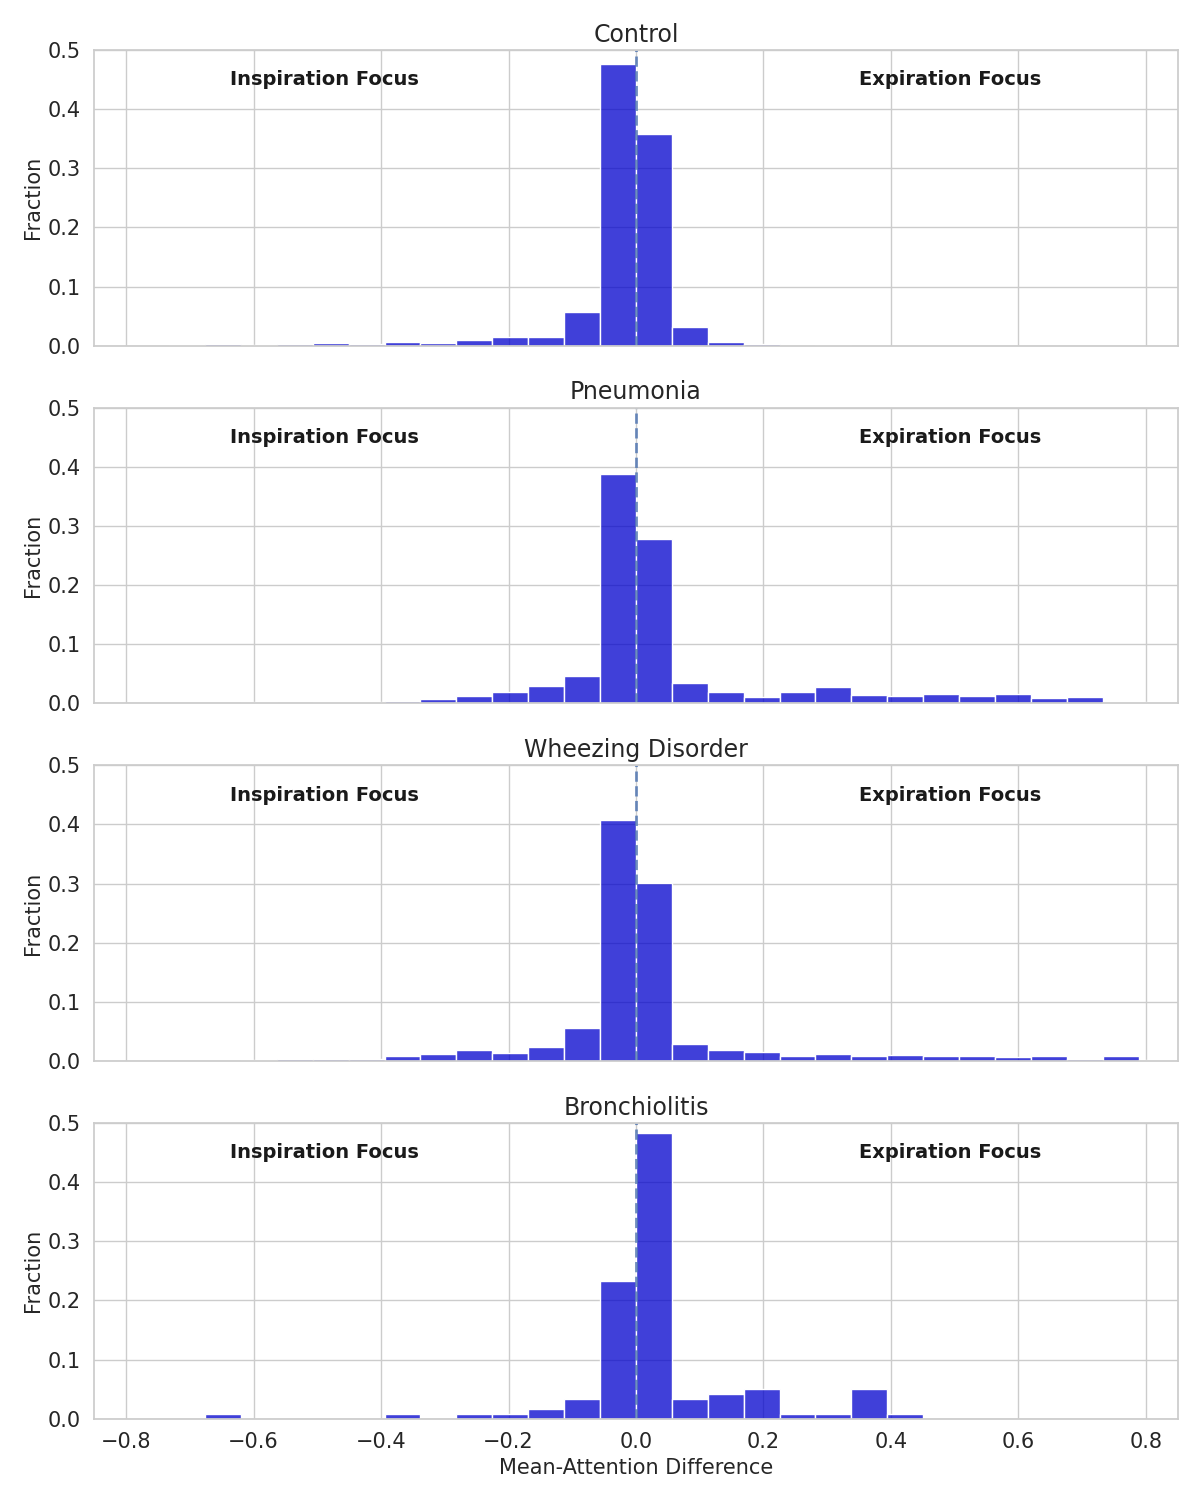 Control
0.5
Inspiration Focus Expiration Focus
0.4
0.3
Fraction
0.2
0.1
0.0
Pneumonia
0.5
Inspiration Focus Expiration Focus
0.4
0.3
Fraction
0.2
0.1
0.0
Wheezing Disorder
0.5
Inspiration Focus Expiration Focus
0.4
0.3
Fraction
0.2
0.1
0.0
Bronchiolitis
0.5
Inspiration Focus Expiration Focus
0.4
0.3
Fraction
0.2
0.1
0.0
−0.8 −0.6 −0.4 −0.2 0.0 0.2 0.4 0.6 0.8
Mean-Attention Difference